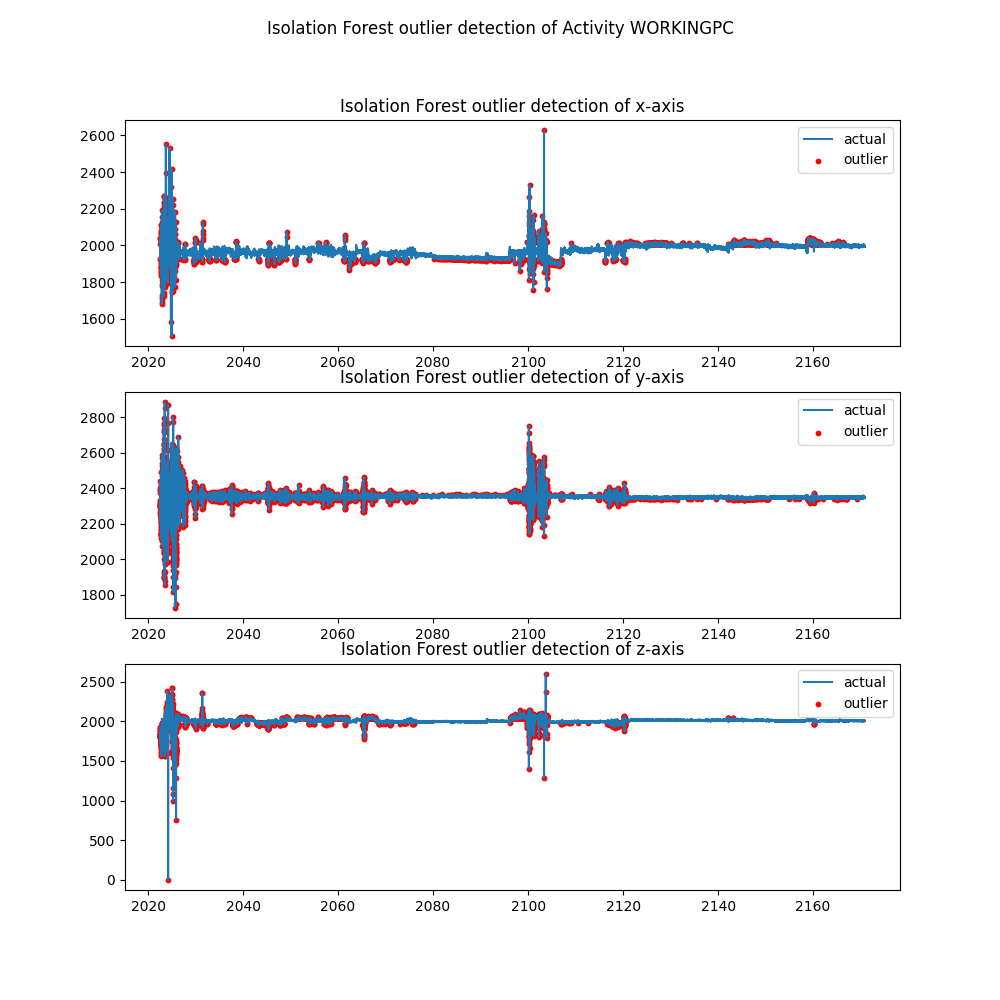 Isolation Forest outlier detection of Activity WORKINGPC
Isolation Forest outlier detection of x-axis
2600
2400
2200
2000
1800
1600
actual
outlier
2020 2040 2060 2080 2100 2120 2140 2160
Isolation Forest outlier detection of y-axis
2800
2600
2400
2200
2000
1800
actual
outlier
2020 2040 2060 2080 2100 2120 2140 2160
Isolation Forest outlier detection of z-axis
2500
2000
1500
1000
500
0
actual
outlier
2020 2040 2060 2080 2100 2120 2140 2160